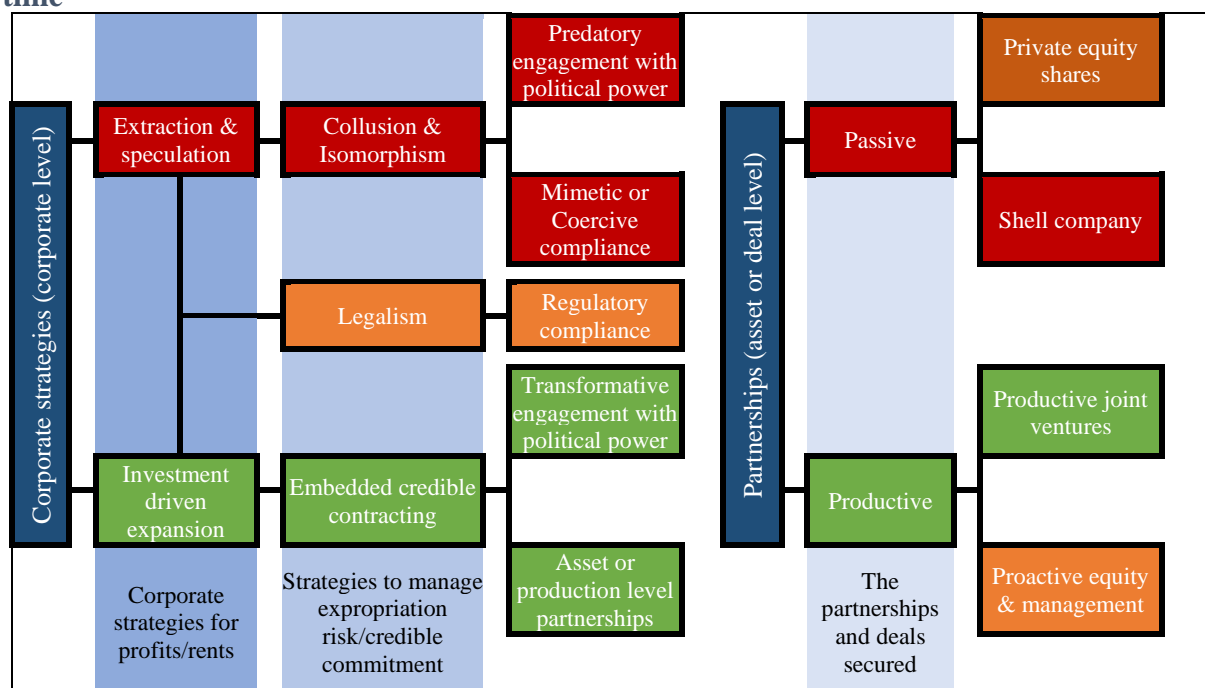 time
Predatory
engagement with
political power
Private equity
shares
Corporate strategies (corporate level)
Extraction &
speculation
Collusion &
Isomorphism
Partnerships (asset or deal level)
Passive
Mimetic or
Coercive
compliance
Shell company
Legalism
Regulatory
compliance
Transformative
engagement with
political power
Productive joint
ventures
Investment
driven
expansion
Embedded credible
contracting
Productive
Asset or
production level
partnerships
Proactive equity
& management
Corporate
strategies for
profits/rents
Strategies to manage
expropriation
risk/credible
commitment
The
partnerships
and deals
secured